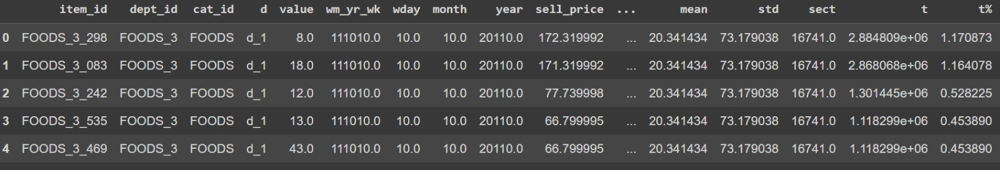 item_id dept_id cat_id d value wm_yr_wk wday month year sell_price ... mean std sect t t%
0 FOODS_3_298 FOODS_3 FOODS d_1 8.0 111010.0 10.0 10.0 20110.0 172.319992 ... 20.341434 73.179038 16741.0 2.884809e+06 1.170873
1 FOODS_3_083 FOODS_3 FOODS d_1 18.0 111010.0 10.0 10.0 20110.0 171.319992 ... 20.341434 73.179038 16741.0 2.868068e+06 1.164078
2 FOODS_3_242 FOODS_3 FOODS d_1 12.0 111010.0 10.0 10.0 20110.0 77.739998 ... 20.341434 73.179038 16741.0 1.301445e+06 0.528225
3 FOODS_3_535 FOODS_3 FOODS d_1 13.0 111010.0 10.0 10.0 20110.0 66.799995 ... 20.341434 73.179038 16741.0 1.118299e+06 0.453890
4 FOODS_3_469 FOODS_3 FOODS d_1 43.0 111010.0 10.0 10.0 20110.0 66.799995 ... 20.341434 73.179038 16741.0 1.118299e+06 0.453890